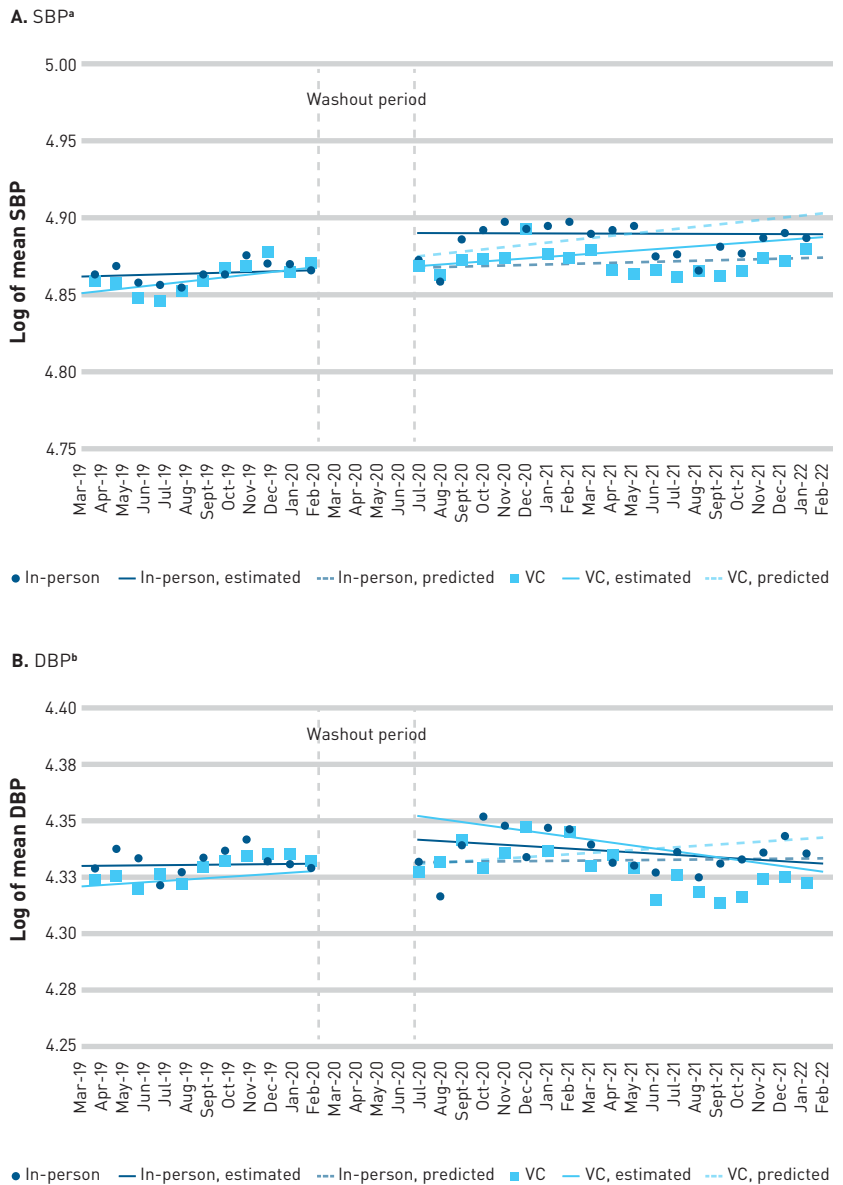 A. SBPᵃ
5.00
Washout period
4.95
4.90
4.85
4.80
4.75
Log of mean SBP
Mar-19
Apr-19
May-19
Jun-19
Jul-19
Aug-19
Sept-19
Oct-19
Nov-19
Dec-19
Jan-20
Feb-20
Mar-20
Apr-20
May-20
Jun-20
Jul-20
Aug-20
Sept-20
Oct-20
Nov-20
Dec-20
Jan-21
Feb-21
Mar-21
Apr-21
May-21
Jun-21
Jul-21
Aug-21
Sept-21
Oct-21
Nov-21
Dec-21
Jan-22
Feb-22
In-person In-person, estimated In-person, predicted VC VC, estimated VC, predicted
B. DBPᵇ
4.40
Washout period
4.38
4.35
4.33
4.30
4.28
4.25
Log of mean DBP
Mar-19
Apr-19
May-19
Jun-19
Jul-19
Aug-19
Sept-19
Oct-19
Nov-19
Dec-19
Jan-20
Feb-20
Mar-20
Apr-20
May-20
Jun-20
Jul-20
Aug-20
Sept-20
Oct-20
Nov-20
Dec-20
Jan-21
Feb-21
Mar-21
Apr-21
May-21
Jun-21
Jul-21
Aug-21
Sept-21
Oct-21
Nov-21
Dec-21
Jan-22
Feb-22
In-person In-person, estimated In-person, predicted VC VC, estimated VC, predicted